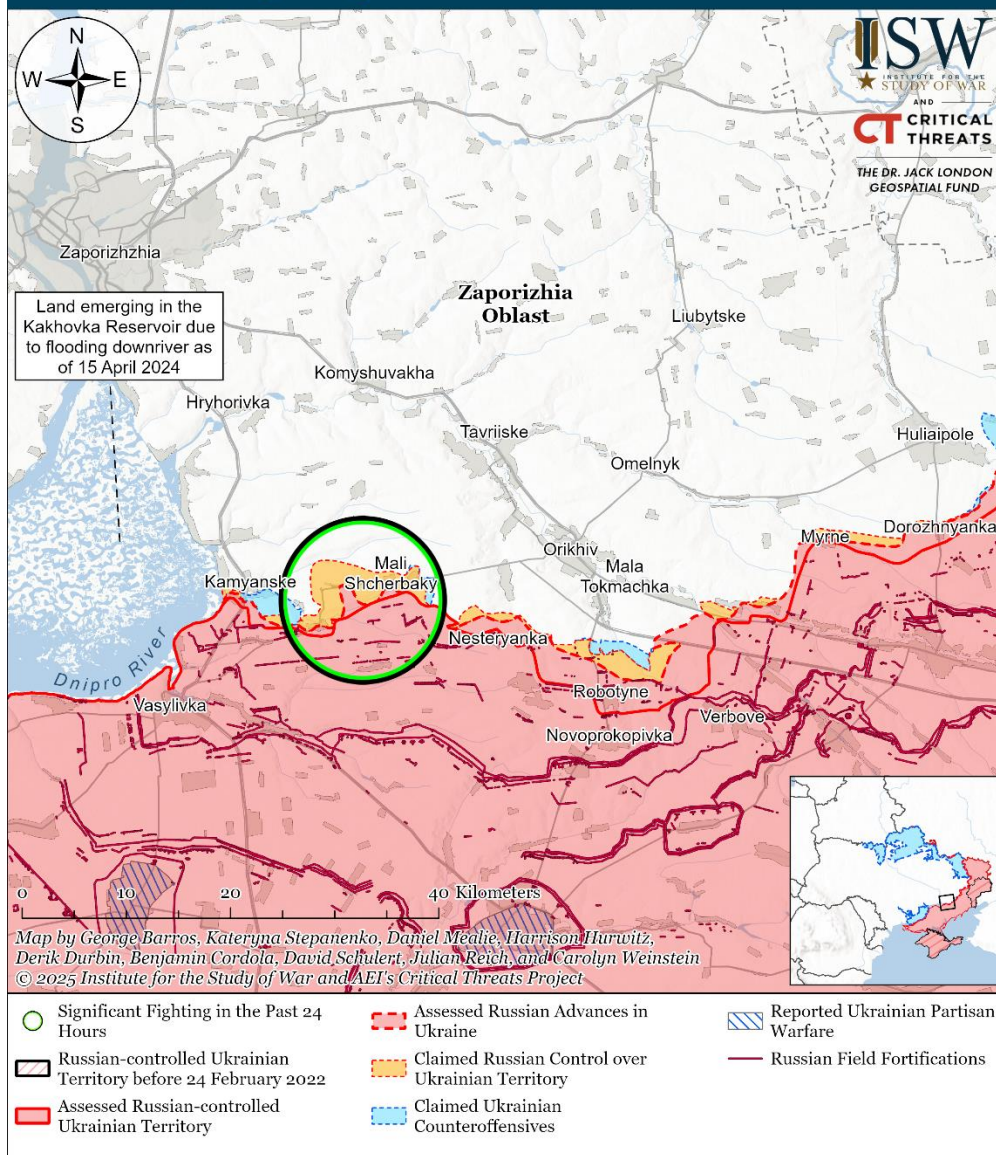 N
W E
S
ISW
INSTITUTE FOR THE
STUDY OF WAR
AND
CT CRITICAL
THREATS
THE DR. JACK LONDON
GEOSPATIAL FUND
Zaporizhzhia
Land emerging in the
Kakhovka Reservoir due
to flooding downriver as
of 15 April 2024
Zaporizhia
Oblast
Liubytske
Komyshuvakha
Hryhorivka
Tavriiske
Huliaipole
Omelnyk
Dorozhnyanka
Myrne
Orikhiv
Mali
Shcherbaky
Mala
Tokmachka
Kamyanske
Nesteryanka
Dnipro River
Robotyne
Vasylivka
Verbove
Novoprokopivka
0 10 20 40 Kilometers
Map by George Barros, Kateryna Stepanenko, Daniel Mealie, Harrison Hurwitz,
Derik Durbin, Benjamin Cordola, David Schulert, Julian Reich, and Carolyn Weinstein
© 2025 Institute for the Study of War and AEI's Critical Threats Project
Significant Fighting in the Past 24
Hours
Russian-controlled Ukrainian
Territory before 24 February 2022
Assessed Russian-controlled
Ukrainian Territory
Assessed Russian Advances in
Ukraine
Claimed Russian Control over
Ukrainian Territory
Claimed Ukrainian
Counteroffensives
Reported Ukrainian Partisan
Warfare
Russian Field Fortifications